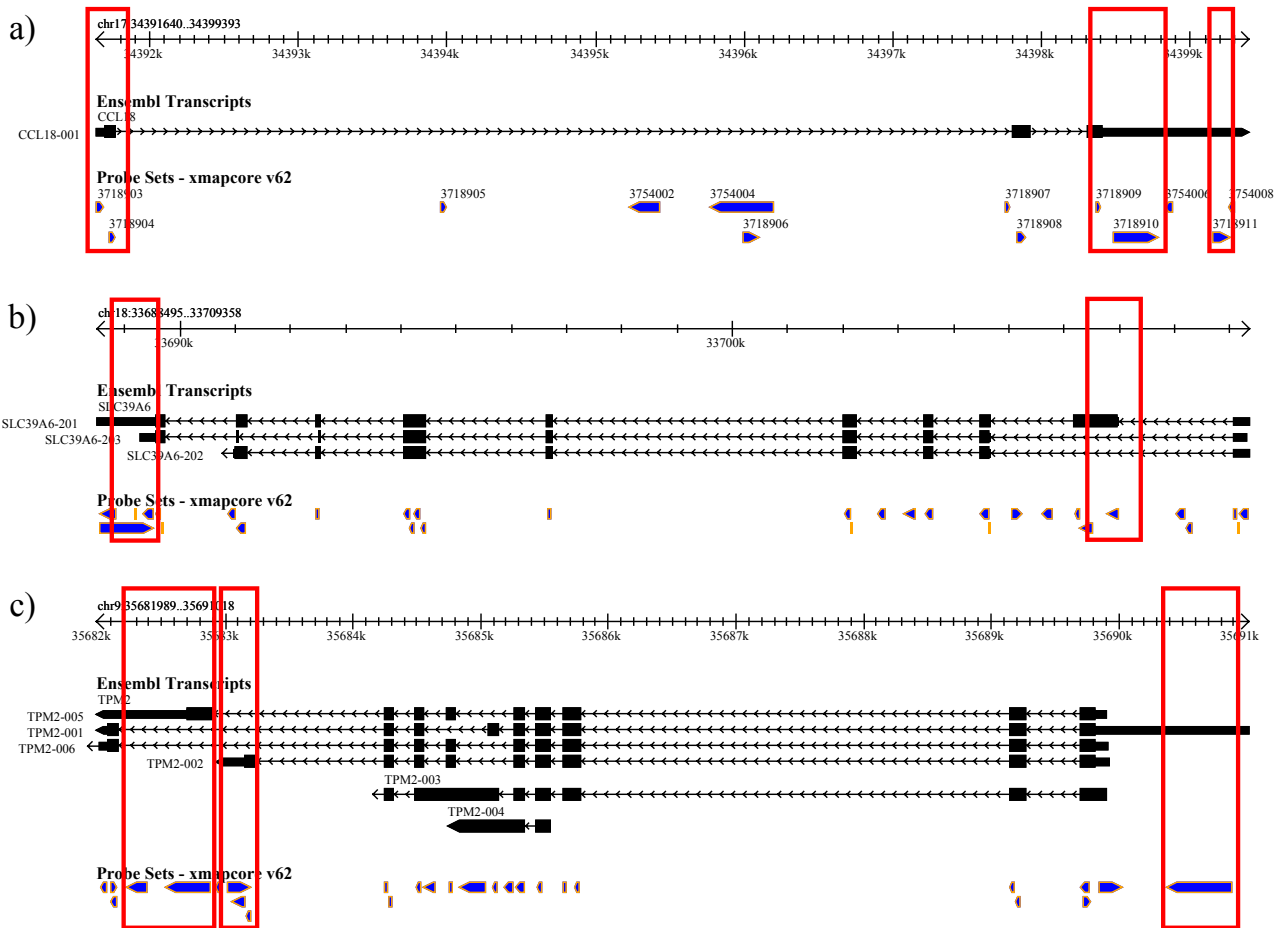 a)
chr17:34391640..34399393
34392k 34393k 34394k 34395k 34396k 34397k 34398k 34399k
Ensembl Transcripts
CCL18
CCL18-001
Probe Sets - xmapcore v62
3718903 3718905 3754002 3754004 3718907 3718909 3754006 3754008
3718904 3718906 3718908 3718910 3718911
b)
chr18:33688495..33709358
33690k 33700k
Ensembl Transcripts
SLC39A6
SLC39A6-201
SLC39A6-203
SLC39A6-202
Probe Sets - xmapcore v62
c)
chr9:35681989..35691018
35682k 35683k 35684k 35685k 35686k 35687k 35688k 35689k 35690k 35691k
Ensembl Transcripts
TPM2
TPM2-005
TPM2-001
TPM2-006
TPM2-002
TPM2-003
TPM2-004
Probe Sets - xmapcore v62